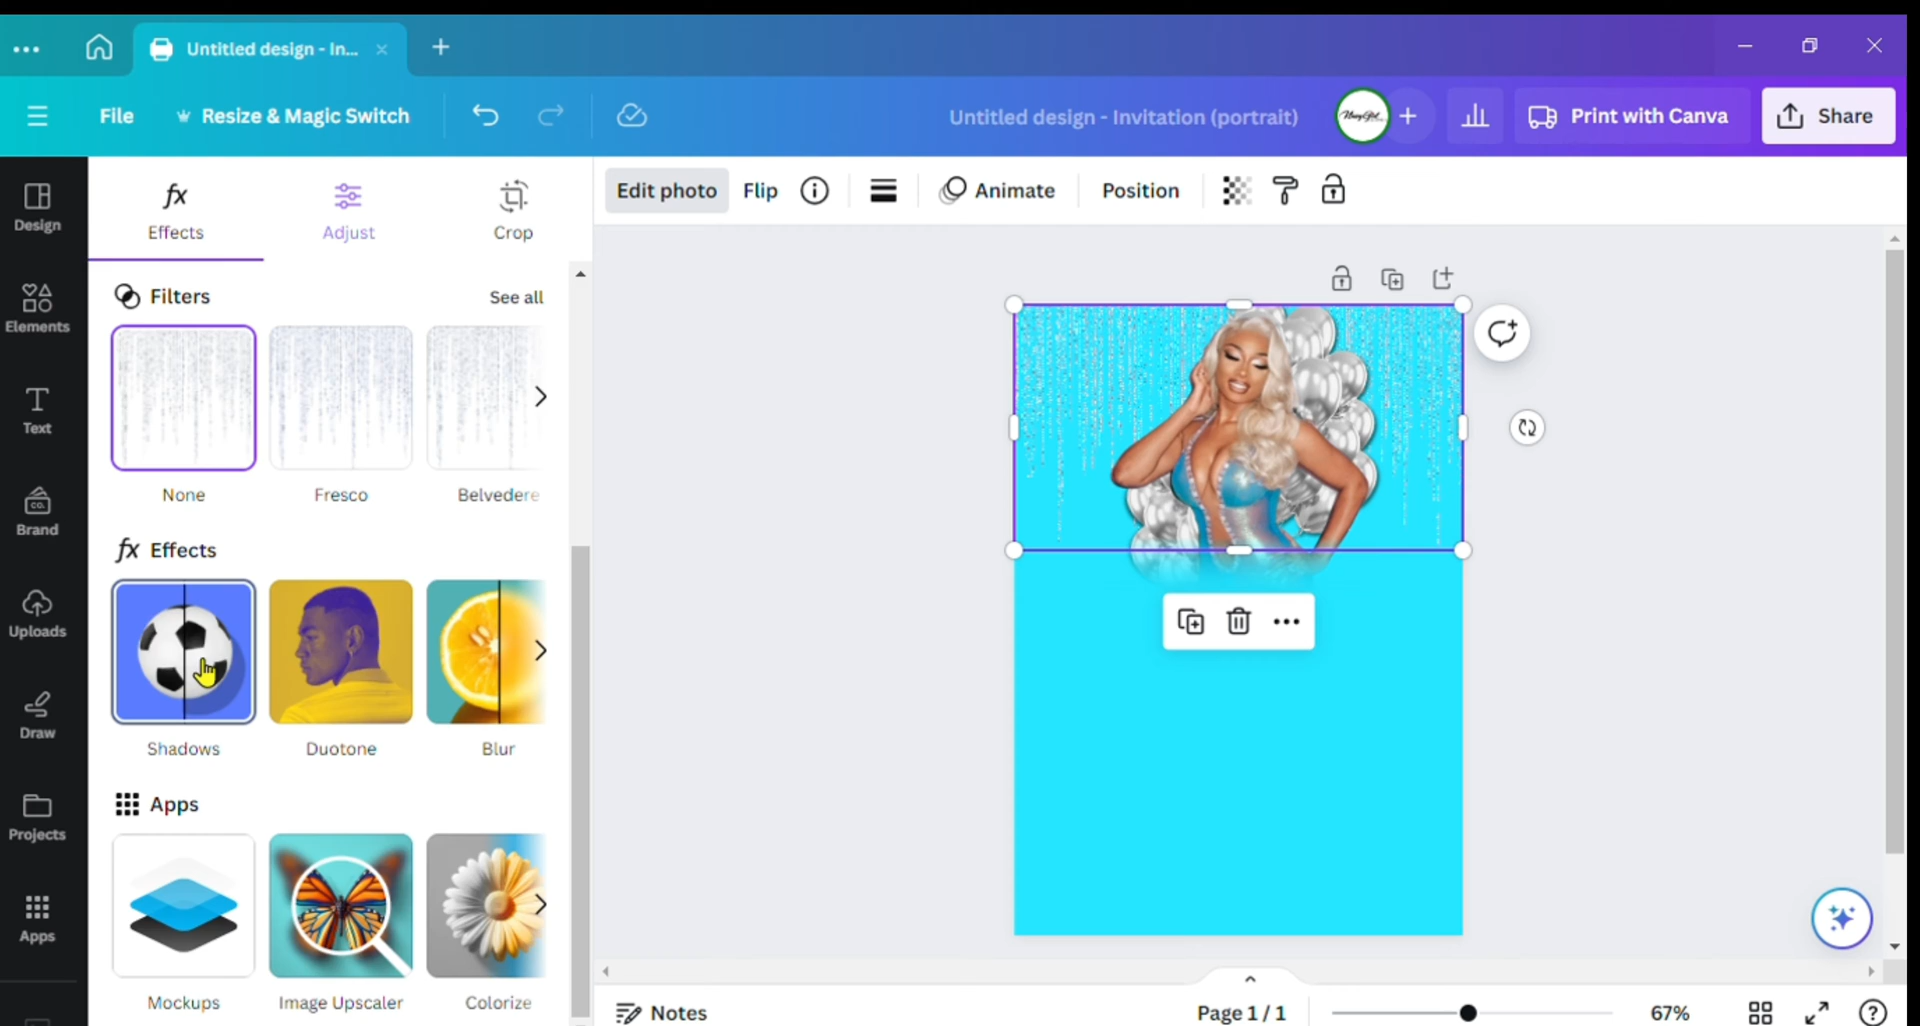 Untitled design - In...
File
Resize & Magic Switch
Untitled design - Invitation (portrait)
Print with Canva
Share
Design
Elements
Text
Brand
Uploads
Draw
Projects
Apps
Effects
Adjust
Crop
Edit photo
Flip
Animate
Position
Filters
See all
None
Fresco
Belvedere
fx Effects
Shadows
Duotone
Blur
Apps
Mockups
Image Upscaler
Colorize
Notes
Page 1 / 1
67%